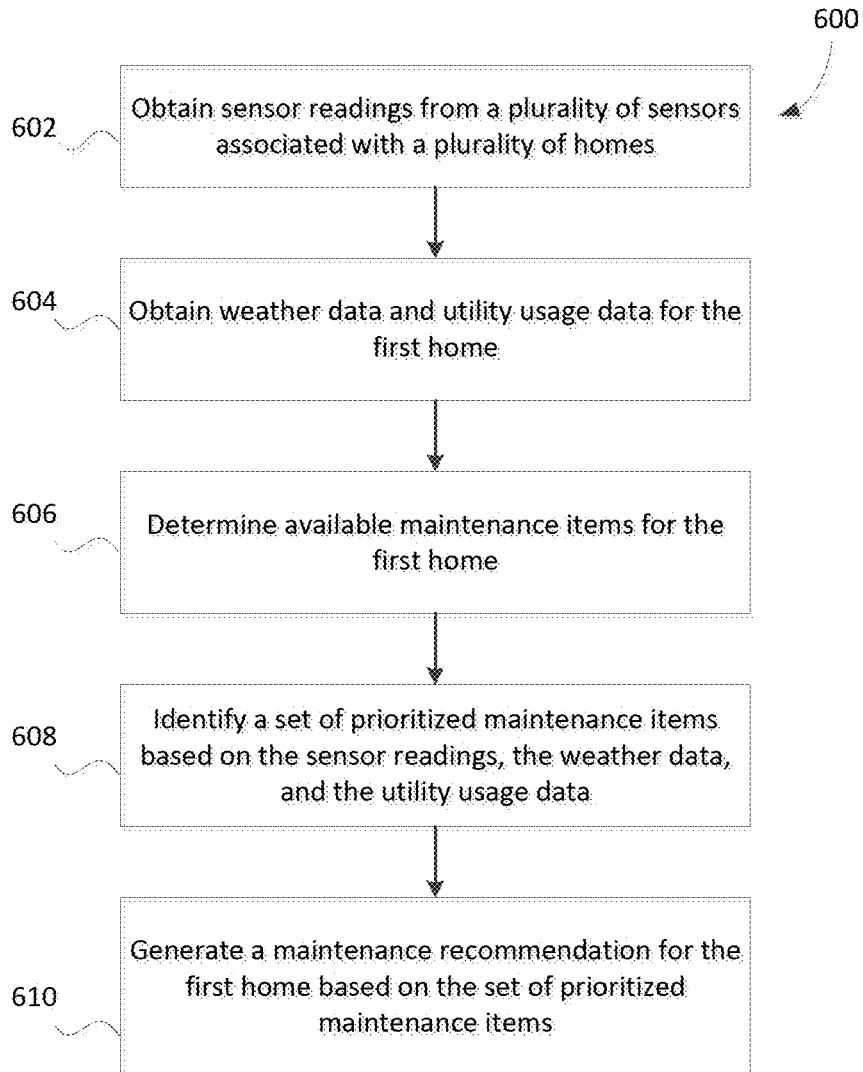 600
602
Obtain sensor readings from a plurality of sensors
associated with a plurality of homes
604
Obtain weather data and utility usage data for the
first home
606
Determine available maintenance items for the
first home
608
Identify a set of prioritized maintenance items
based on the sensor readings, the weather data,
and the utility usage data
610
Generate a maintenance recommendation for the
first home based on the set of prioritized
maintenance items